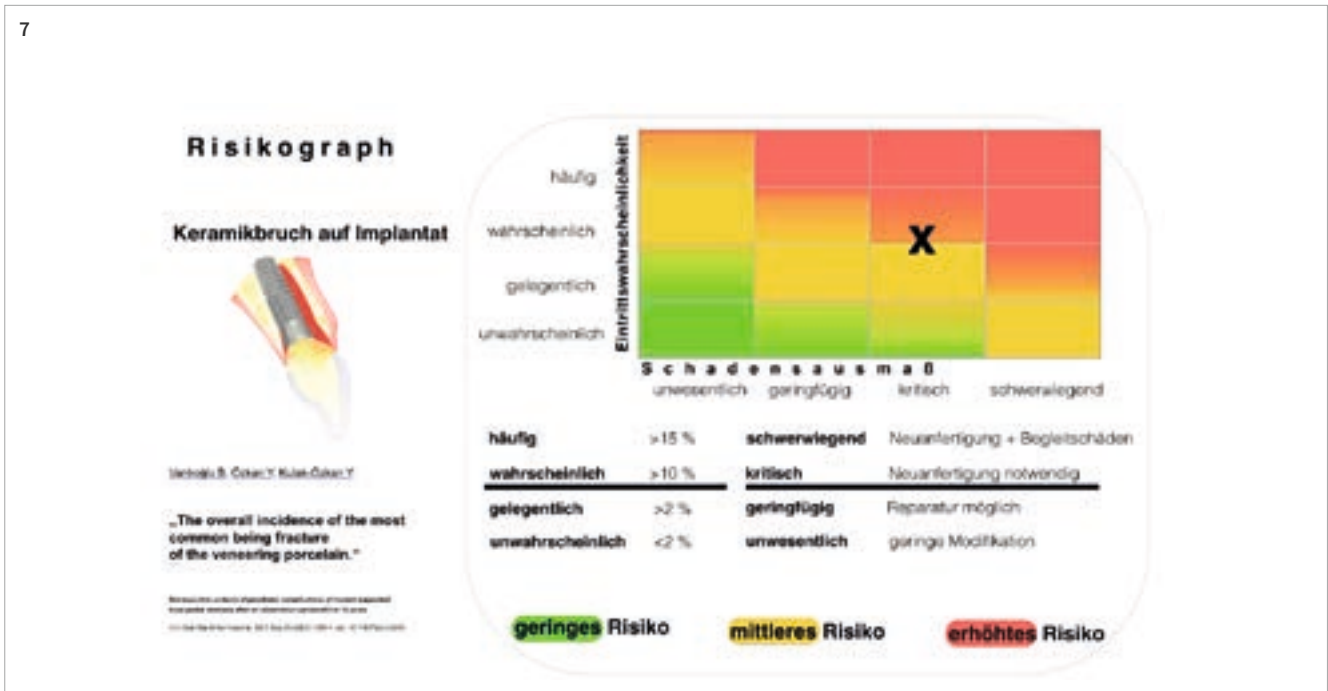 7
Risikograph
Keramikbruch auf Implantat
„The overall incidence of the most
common being fracture
of the veneering porcelain."
Eintrittswahrscheinlichkeit
häufig
wahrscheinlich
gelegentlich
unwahrscheinlich
X
Schadensausmaß
unwesentlich geringfügig kritisch schwerwiegend
häufig >15 % schwerwiegend Neuanfertigung + Begleitschäden
wahrscheinlich >10 % kritisch Neuanfertigung notwendig
gelegentlich >2 % geringfügig Reparatur möglich
unwahrscheinlich <2 % unwesentlich geringe Modifikation
geringes Risiko mittleres Risiko erhöhtes Risiko